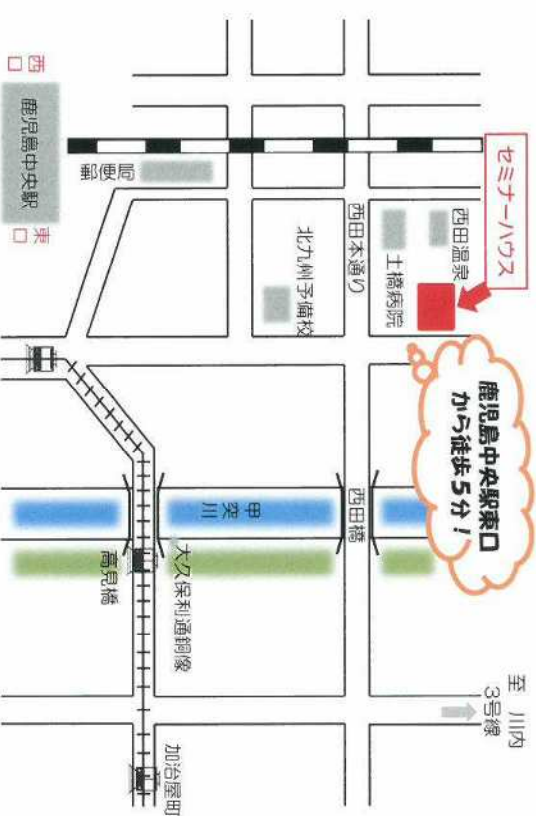 セミナーハウス
鹿児島中央駅東口
から徒歩5分！
至 川内
3号線
西田温泉
土橋病院
西田本通り
北九州予備校
郵便局
西口
鹿児島中央駅
東口
西田橋
甲突川
大久保利通銅像
高見橋
加治屋町